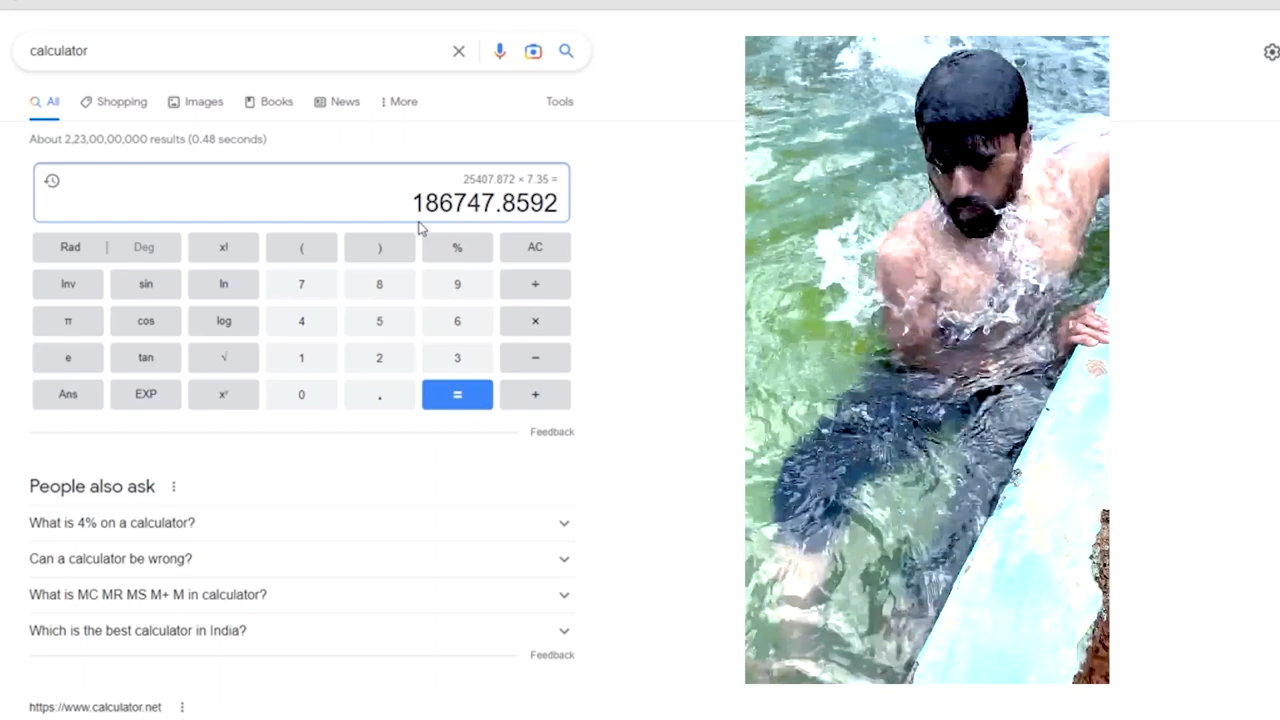 calculator
All Shopping Images Books News More Tools
About 2,23,00,00,000 results (0.48 seconds)
25407.872 × 7.35 =
186747.8592
Rad | Deg x! ( ) % AC
Inv sin ln 7 8 9 ÷
π cos log 4 5 6 ×
e tan √ 1 2 3 −
Ans EXP xʸ 0 . = +
Feedback
People also ask
What is 4% on a calculator?
Can a calculator be wrong?
What is MC MR MS M+ M in calculator?
Which is the best calculator in India?
Feedback
https://www.calculator.net